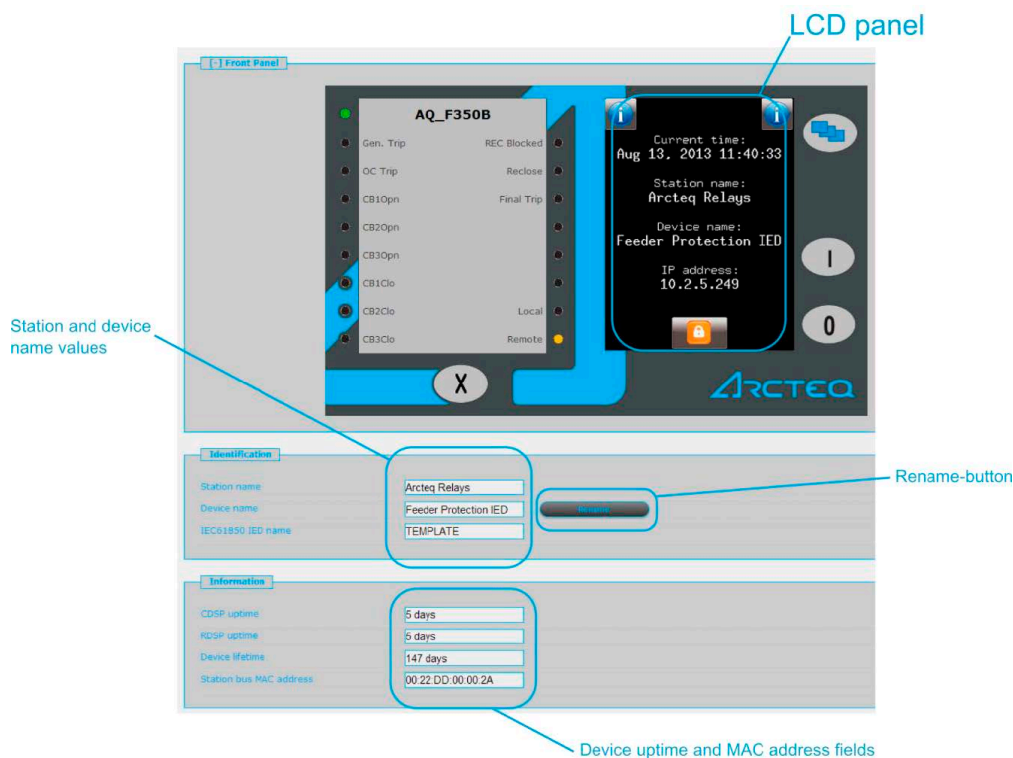 LCD panel
[-] Front Panel
AQ_F350B
Gen. Trip REC Blocked
OC Trip Reclose
CB1Opn Final Trip
CB2Opn
CB3Opn
CB1Clo
CB2Clo Local
CB3Clo Remote
X
i i
Current time:
Aug 13, 2013 11:40:33
Station name:
Arcteq Relays
Device name:
Feeder Protection IED
IP address:
10.2.5.249
I
0
ARCTEQ
Station and device
name values
Identification
Station name Arcteq Relays
Device name Feeder Protection IED Rename
IEC61850 IED name TEMPLATE
Rename-button
Information
CDSP uptime 5 days
RDSP uptime 5 days
Device lifetime 147 days
Station bus MAC address 00:22:DD:00:00:2A
Device uptime and MAC address fields